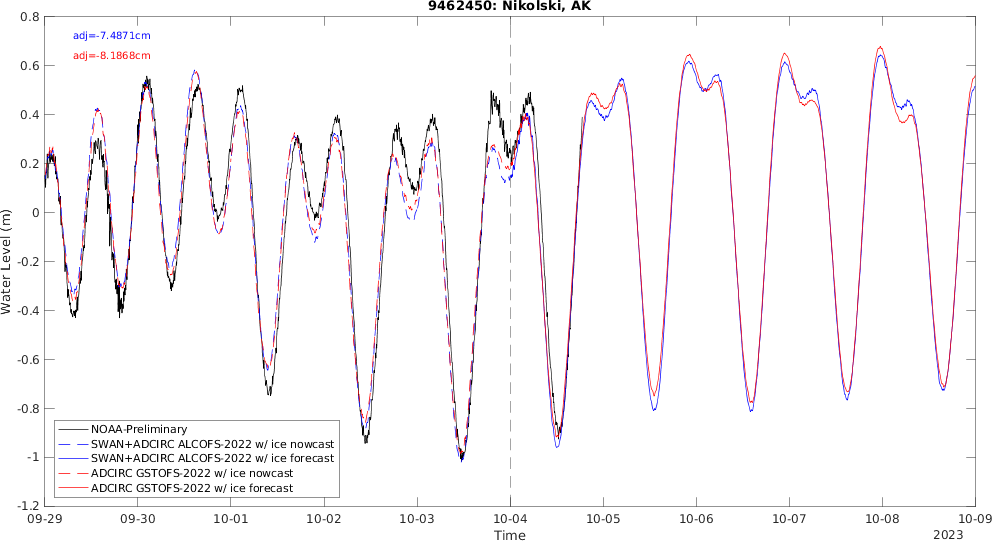 9462450: Nikolski, AK
adj=-7.4871cm
adj=-8.1868cm
Water Level (m)
0.8
0.6
0.4
0.2
0
-0.2
-0.4
-0.6
-0.8
-1
-1.2
NOAA-Preliminary
SWAN+ADCIRC ALCOFS-2022 w/ ice nowcast
SWAN+ADCIRC ALCOFS-2022 w/ ice forecast
ADCIRC GSTOFS-2022 w/ ice nowcast
ADCIRC GSTOFS-2022 w/ ice forecast
09-29 09-30 10-01 10-02 10-03 10-04 10-05 10-06 10-07 10-08 10-09
Time
2023